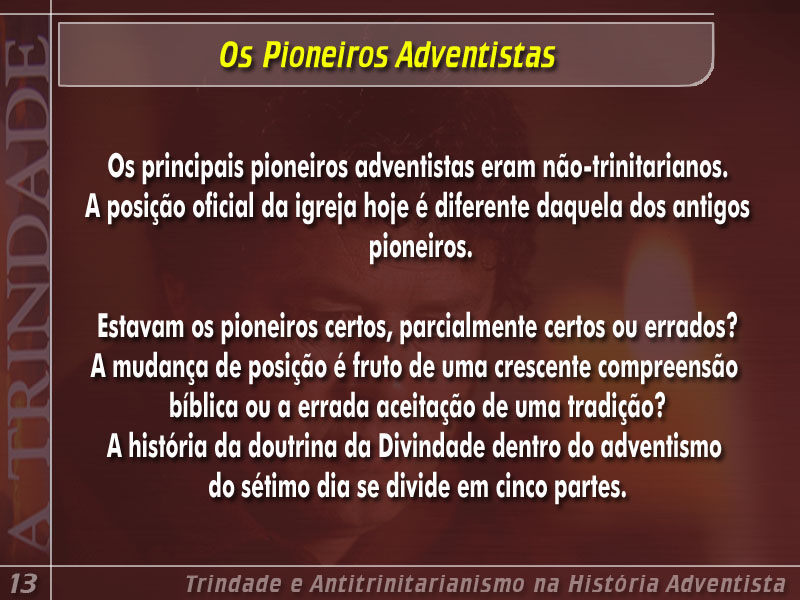 Os Pioneiros Adventistas
Os principais pioneiros adventistas eram não-trinitarianos.
A posição oficial da igreja hoje é diferente daquela dos antigos
pioneiros.
Estavam os pioneiros certos, parcialmente certos ou errados?
A mudança de posição é fruto de uma crescente compreensão
bíblica ou a errada aceitação de uma tradição?
A história da doutrina da Divindade dentro do adventismo
do sétimo dia se divide em cinco partes.
A TRINDADE
13
Trindade e Antitrinitarianismo na História Adventista